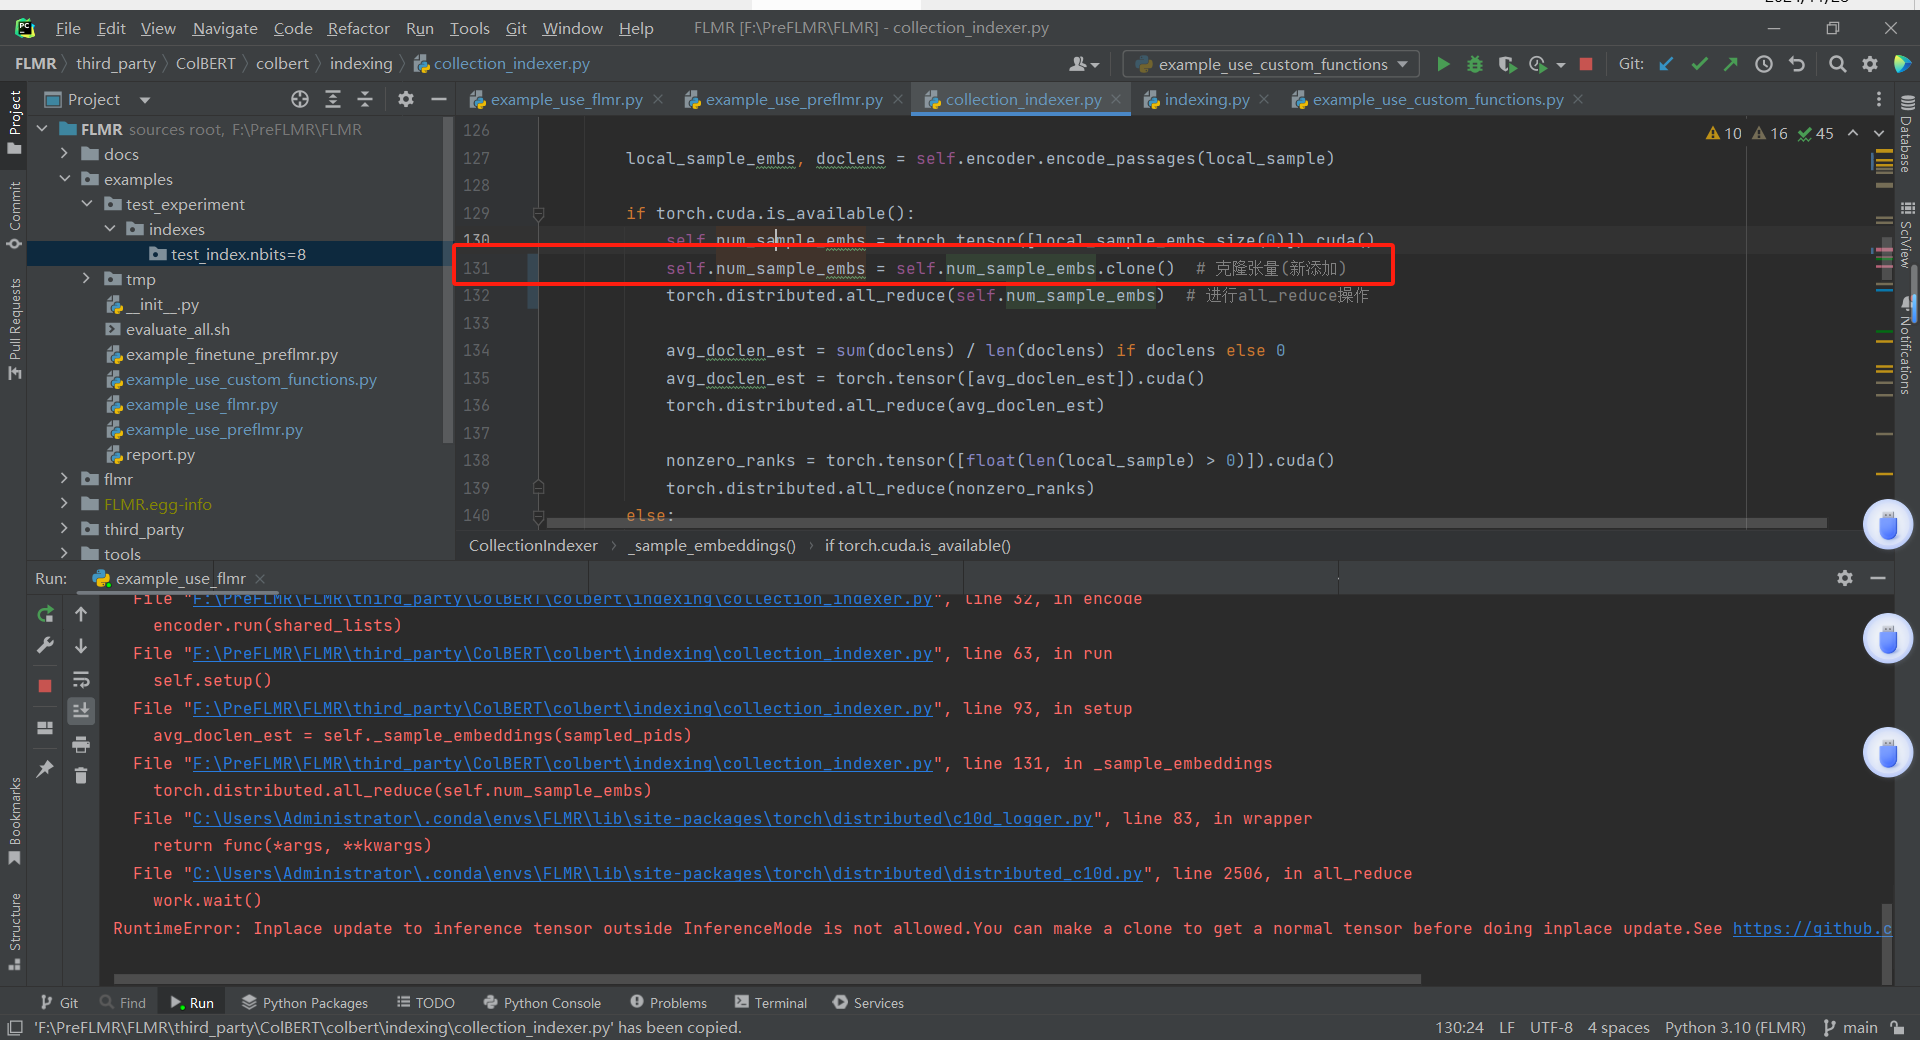 File Edit View Navigate Code Refactor Run Tools Git Window Help FLMR [F:\PreFLMR\FLMR] - collection_indexer.py
FLMR third_party ColBERT colbert indexing collection_indexer.py example_use_custom_functions Git:
Project
Project
example_use_flmr.py example_use_preflmr.py collection_indexer.py indexing.py example_use_custom_functions.py
FLMR sources root, F:\PreFLMR\FLMR
docs
examples
test_experiment
indexes
test_index.nbits=8
tmp
__init__.py
evaluate_all.sh
example_finetune_preflmr.py
example_use_custom_functions.py
example_use_flmr.py
example_use_preflmr.py
report.py
flmr
FLMR.egg-info
third_party
tools
Commit
Pull Requests
Bookmarks
Structure
10 16 45
126
127 local_sample_embs, doclens = self.encoder.encode_passages(local_sample)
128
129 if torch.cuda.is_available():
130 self.num_sample_embs = torch.tensor([local_sample_embs.size(0)]).cuda()
131 self.num_sample_embs = self.num_sample_embs.clone() # 克隆张量(新添加)
132 torch.distributed.all_reduce(self.num_sample_embs) # 进行all_reduce操作
133
134 avg_doclen_est = sum(doclens) / len(doclens) if doclens else 0
135 avg_doclen_est = torch.tensor([avg_doclen_est]).cuda()
136 torch.distributed.all_reduce(avg_doclen_est)
137
138 nonzero_ranks = torch.tensor([float(len(local_sample) > 0)]).cuda()
139 torch.distributed.all_reduce(nonzero_ranks)
140 else:
CollectionIndexer _sample_embeddings() if torch.cuda.is_available()
Database
SciView
Notifications
Run: example_use_flmr
File "F:\PreFLMR\FLMR\third_party\ColBERT\colbert\indexing\collection_indexer.py", line 32, in encode
encoder.run(shared_lists)
File "F:\PreFLMR\FLMR\third_party\ColBERT\colbert\indexing\collection_indexer.py", line 63, in run
self.setup()
File "F:\PreFLMR\FLMR\third_party\ColBERT\colbert\indexing\collection_indexer.py", line 93, in setup
avg_doclen_est = self._sample_embeddings(sampled_pids)
File "F:\PreFLMR\FLMR\third_party\ColBERT\colbert\indexing\collection_indexer.py", line 131, in _sample_embeddings
torch.distributed.all_reduce(self.num_sample_embs)
File "C:\Users\Administrator\.conda\envs\FLMR\lib\site-packages\torch\distributed\c10d_logger.py", line 83, in wrapper
return func(*args, **kwargs)
File "C:\Users\Administrator\.conda\envs\FLMR\lib\site-packages\torch\distributed\distributed_c10d.py", line 2506, in all_reduce
work.wait()
RuntimeError: Inplace update to inference tensor outside InferenceMode is not allowed.You can make a clone to get a normal tensor before doing inplace update.See https://github.c
Git Find Run Python Packages TODO Python Console Problems Terminal Services
'F:\PreFLMR\FLMR\third_party\ColBERT\colbert\indexing\collection_indexer.py' has been copied. 130:24 LF UTF-8 4 spaces Python 3.10 (FLMR) main